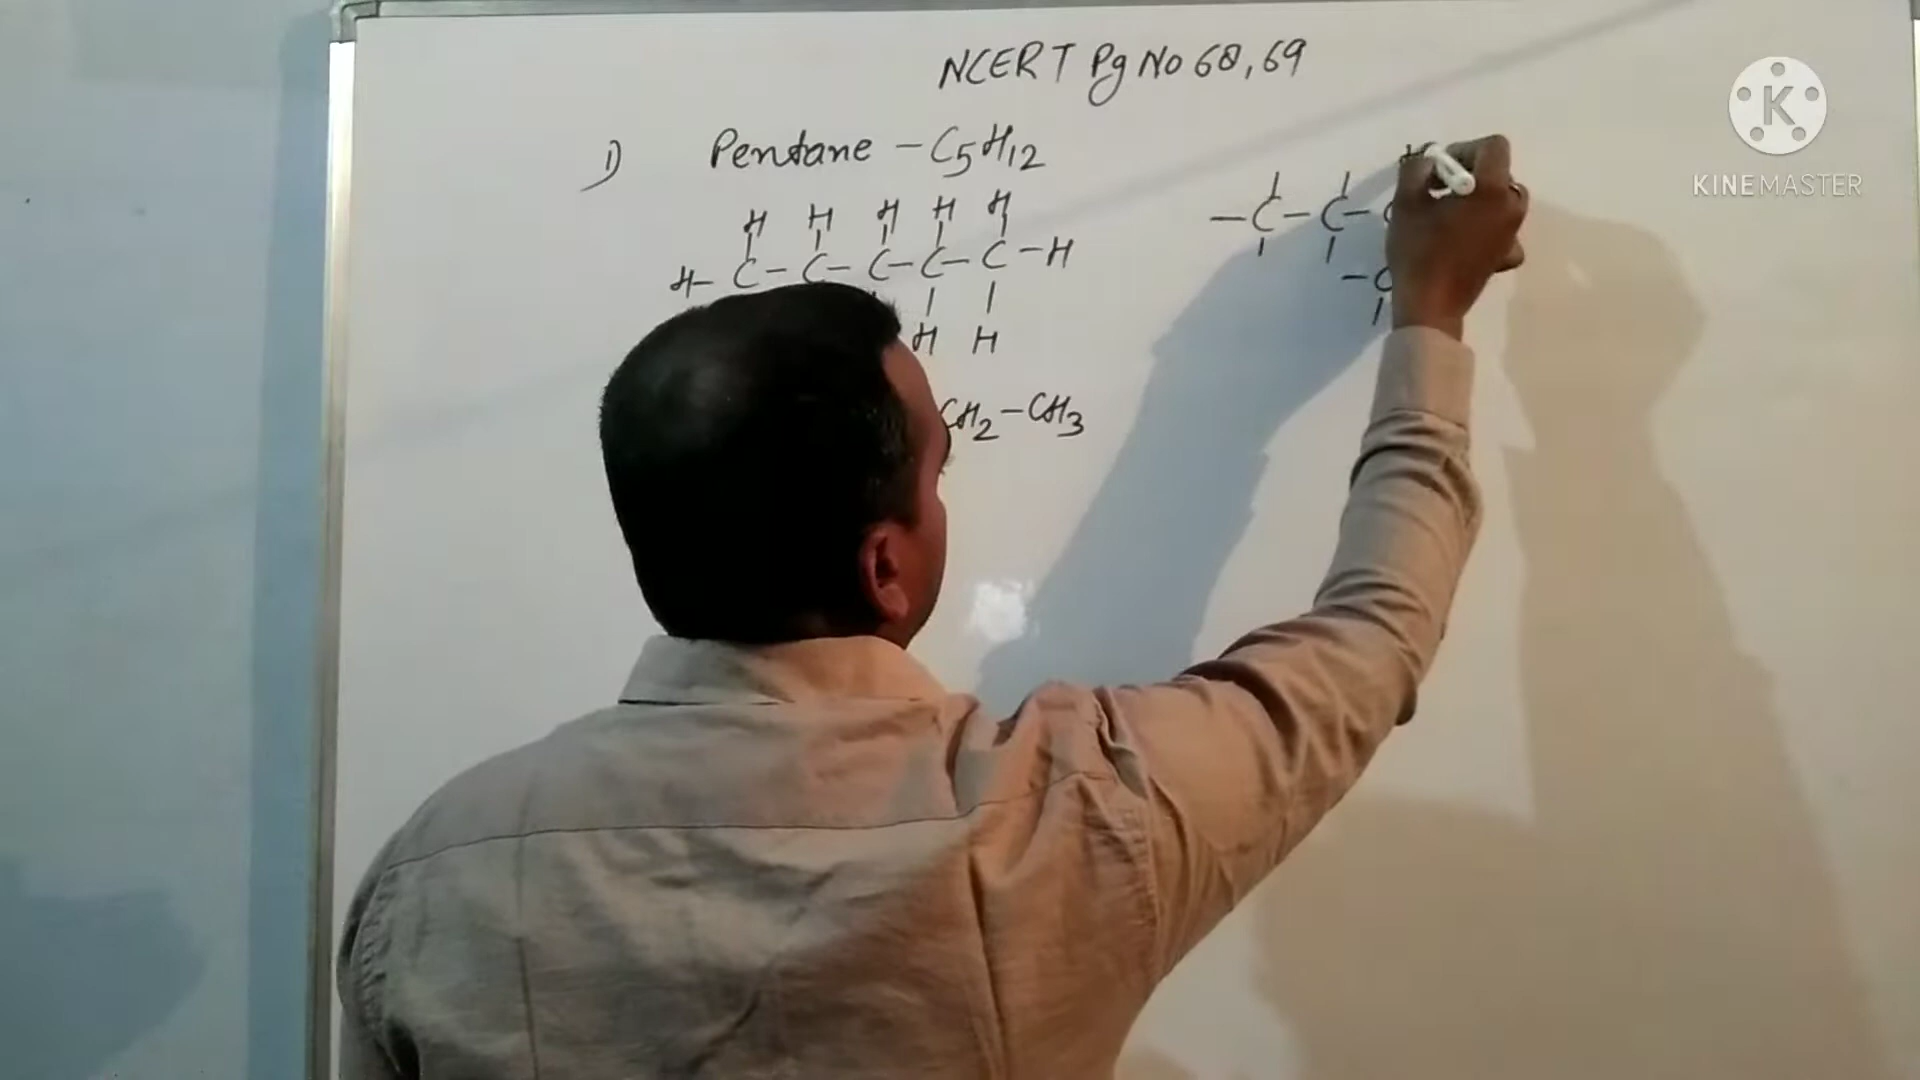 NCERT Pg No 68,69
1) Pentane - C5H12
H H H H H
H- C - C - C - C - C - H
H H
CH2 - CH3
- C - C - C
- C
K
KINEMASTER